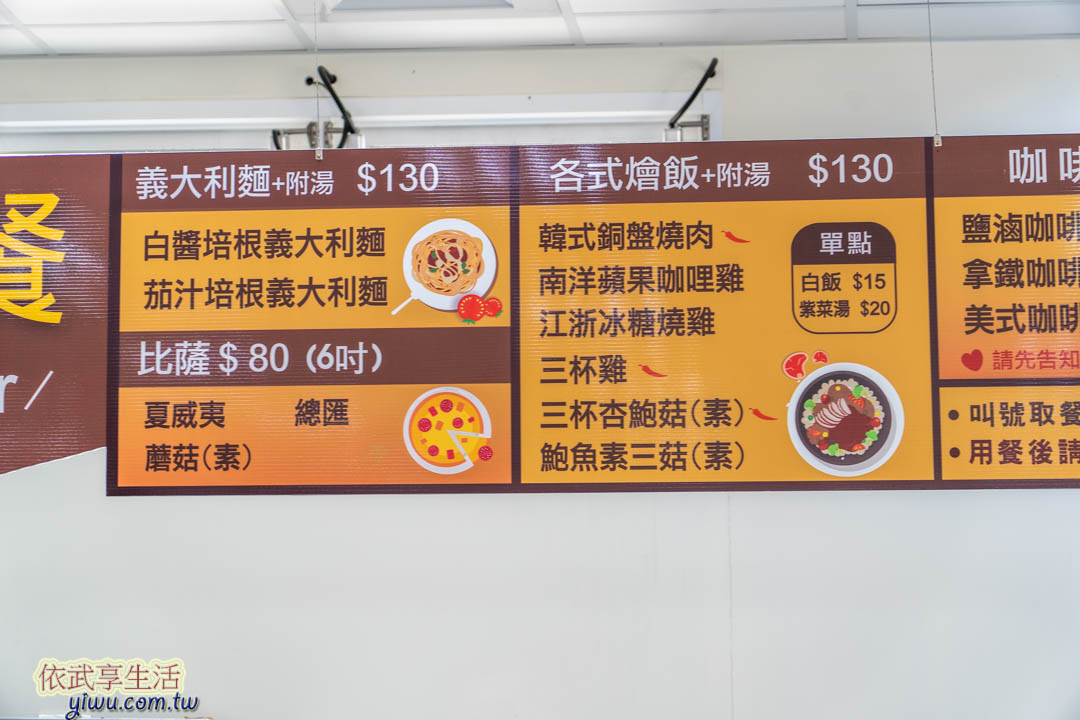 餐
r /
義大利麵+附湯 $130
白醬培根義大利麵
茄汁培根義大利麵
比薩 $80 (6吋)
夏威夷 總匯
蘑菇(素)
各式燴飯+附湯 $130
韓式銅盤燒肉
南洋蘋果咖哩雞
江浙冰糖燒雞
三杯雞
三杯杏鮑菇(素)
鮑魚素三菇(素)
單點
白飯 $15
紫菜湯 $20
咖啡
鹽滷咖啡
拿鐵咖啡
美式咖啡
請先告知
• 叫號取餐
• 用餐後請
依武享生活
yiwu.com.tw